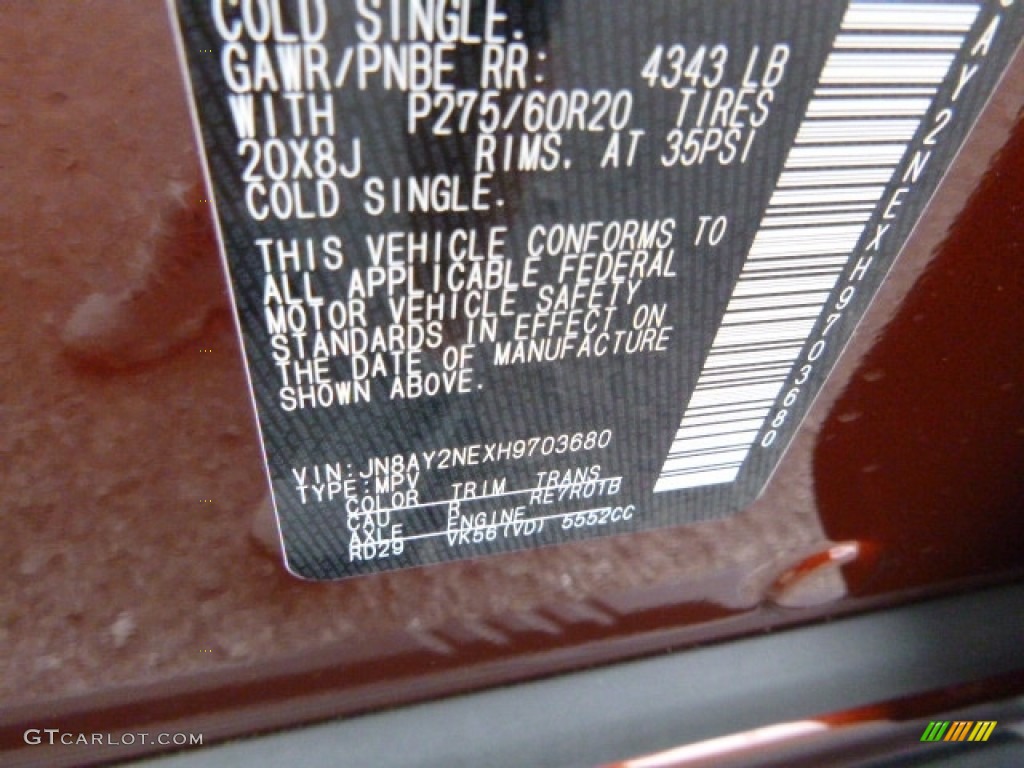 COLD SINGLE.
GAWR/PNBE RR: 4343 LB
WITH P275/60R20 TIRES
20X8J RIMS. AT 35PSI
COLD SINGLE.
THIS VEHICLE CONFORMS TO
ALL APPLICABLE FEDERAL
MOTOR VEHICLE SAFETY
STANDARDS IN EFFECT ON
THE DATE OF MANUFACTURE
SHOWN ABOVE.
VIN:JN8AY2NEXH9703680
TYPE:MPV
COLOR TRIM TRANS
CAU R RE7R01B
AXLE ENGINE
RD29 VK56(VD) 5552CC
AY2NEXH9703680
GTCARLOT.COM